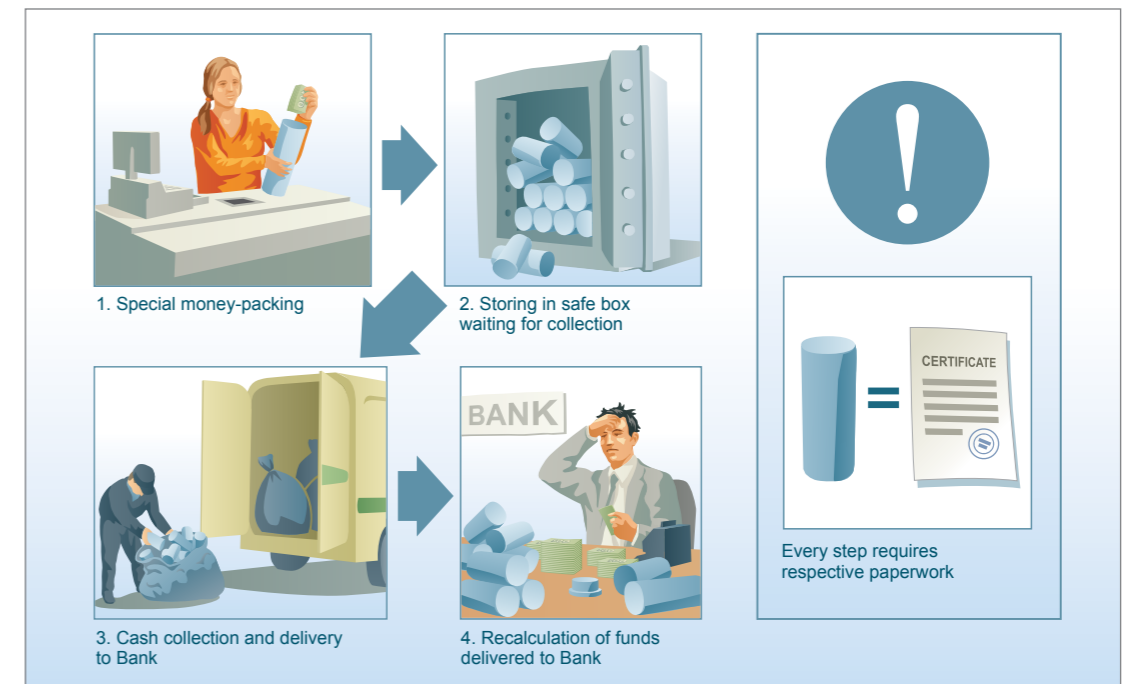 1. Special money-packing
2. Storing in safe box
waiting for collection
BANK
3. Cash collection and delivery
to Bank
4. Recalculation of funds
delivered to Bank
CERTIFICATE
Every step requires
respective paperwork